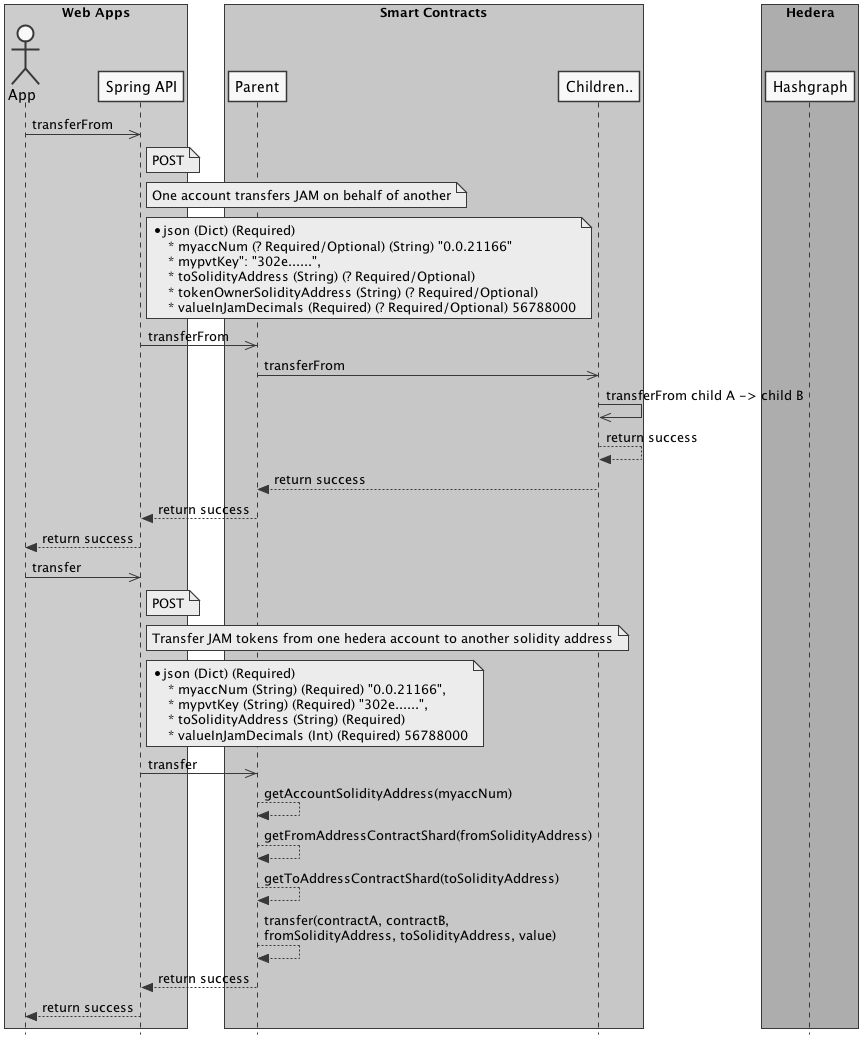 Web Apps
Smart Contracts
Hedera
App
Spring API
Parent
Children..
Hashgraph
transferFrom
POST
One account transfers JAM on behalf of another
• json (Dict) (Required)
* myaccNum (? Required/Optional) (String) "0.0.21166"
* mypvtKey": "302e......",
* toSolidityAddress (String) (? Required/Optional)
* tokenOwnerSolidityAddress (String) (? Required/Optional)
* valueInJamDecimals (Required) (? Required/Optional) 56788000
transferFrom
transferFrom
transferFrom child A -> child B
return success
return success
return success
return success
transfer
POST
Transfer JAM tokens from one hedera account to another solidity address
• json (Dict) (Required)
* myaccNum (String) (Required) "0.0.21166",
* mypvtKey (String) (Required) "302e......",
* toSolidityAddress (String) (Required)
* valueInJamDecimals (Int) (Required) 56788000
transfer
getAccountSolidityAddress(myaccNum)
getFromAddressContractShard(fromSolidityAddress)
getToAddressContractShard(toSolidityAddress)
transfer(contractA, contractB,
fromSolidityAddress, toSolidityAddress, value)
return success
return success